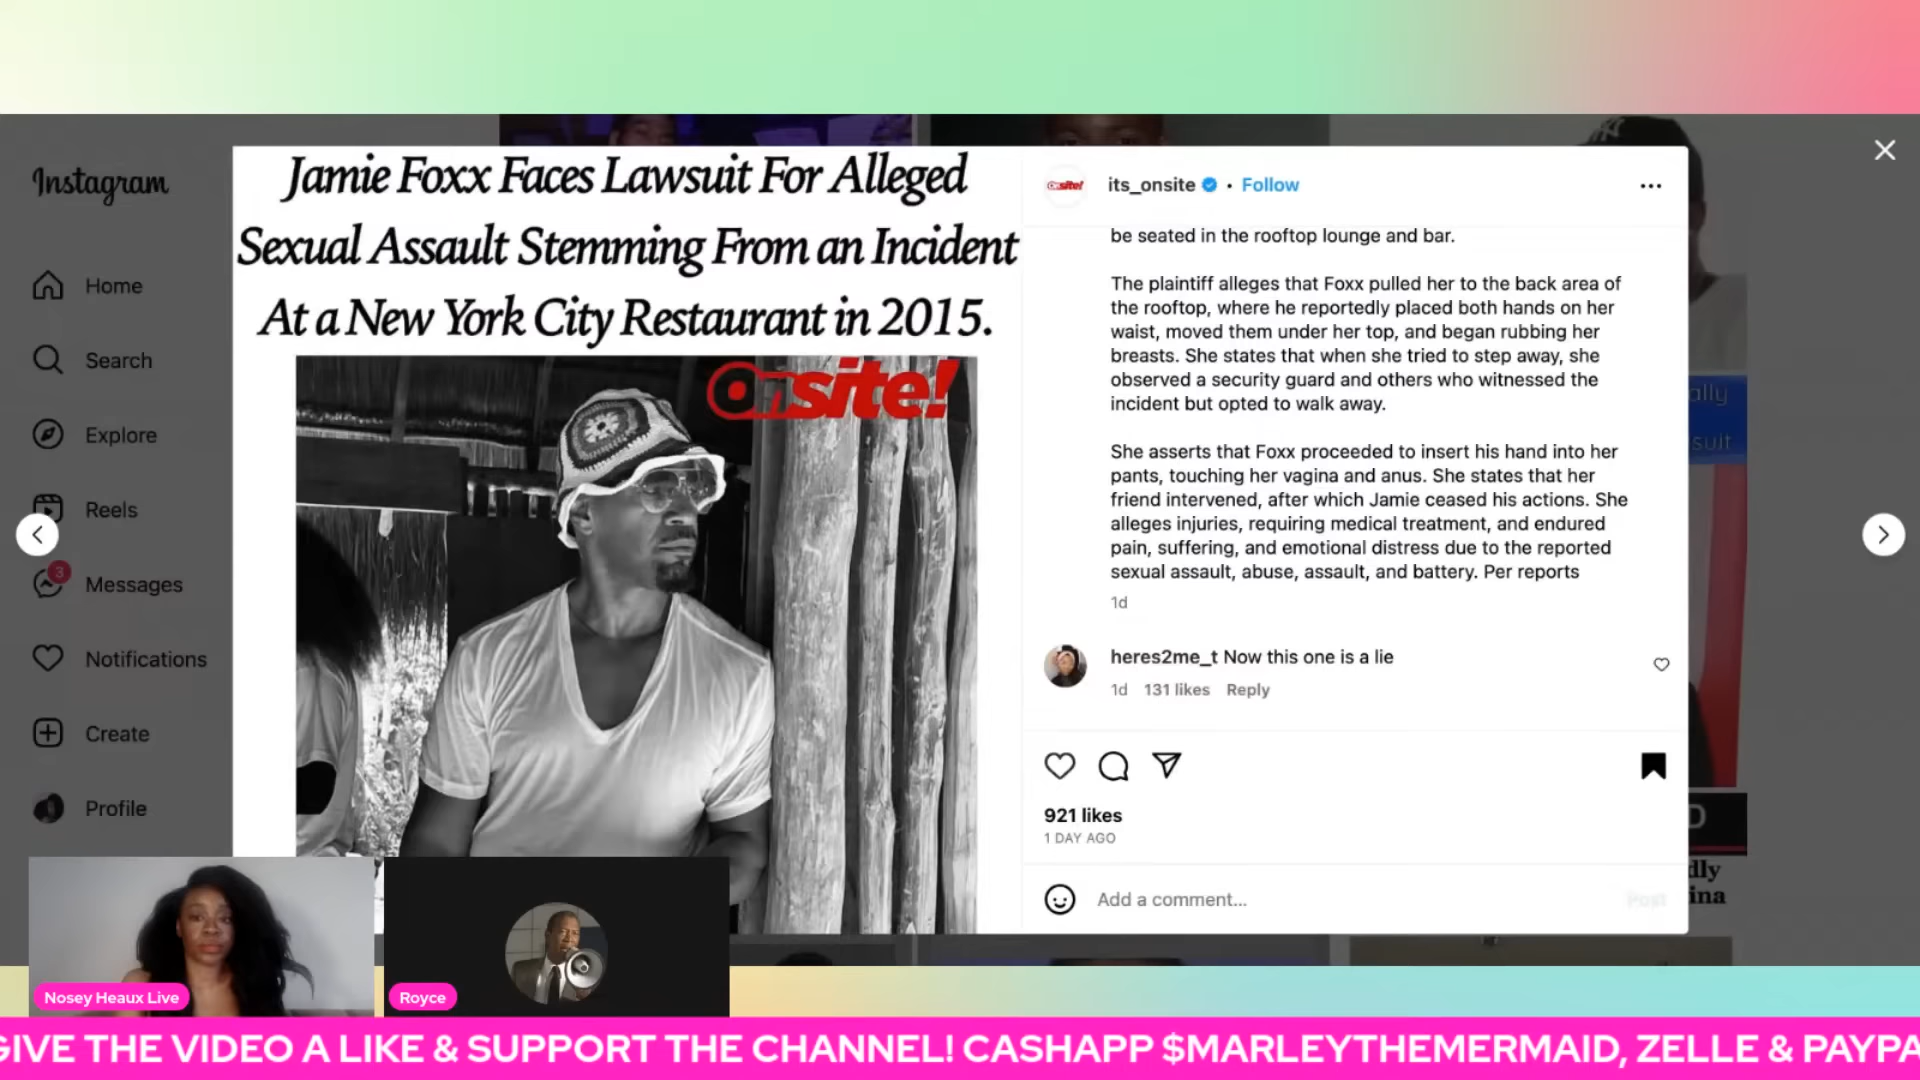 Instagram
Home
Search
Explore
Reels
3
Messages
Notifications
Create
Profile
Jamie Foxx Faces Lawsuit For Alleged
Sexual Assault Stemming From an Incident
At a New York City Restaurant in 2015.
Onsite!
Onsite!
its_onsite • Follow
be seated in the rooftop lounge and bar.
The plaintiff alleges that Foxx pulled her to the back area of
the rooftop, where he reportedly placed both hands on her
waist, moved them under her top, and began rubbing her
breasts. She states that when she tried to step away, she
observed a security guard and others who witnessed the
incident but opted to walk away.
She asserts that Foxx proceeded to insert his hand into her
pants, touching her vagina and anus. She states that her
friend intervened, after which Jamie ceased his actions. She
alleges injuries, requiring medical treatment, and endured
pain, suffering, and emotional distress due to the reported
sexual assault, abuse, assault, and battery. Per reports
1d
heres2me_t Now this one is a lie
1d 131 likes Reply
921 likes
1 DAY AGO
Add a comment...
Post
ally
suit
D
dly
ina
Nosey Heaux Live
Royce
GIVE THE VIDEO A LIKE & SUPPORT THE CHANNEL! CASHAPP $MARLEYTHEMERMAID, ZELLE & PAYPA